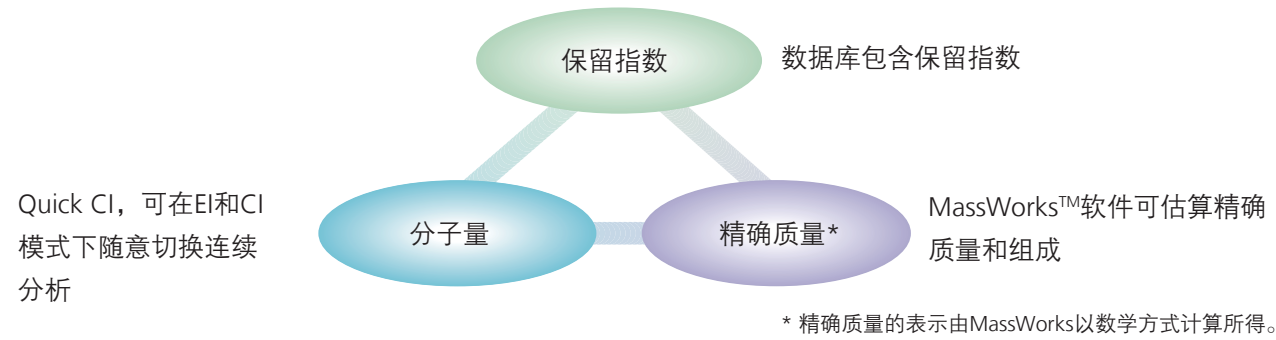 保留指数
数据库包含保留指数
Quick CI，可在EI和CI
模式下随意切换连续
分析
分子量
精确质量*
MassWorks™软件可估算精确
质量和组成
* 精确质量的表示由MassWorks以数学方式计算所得。